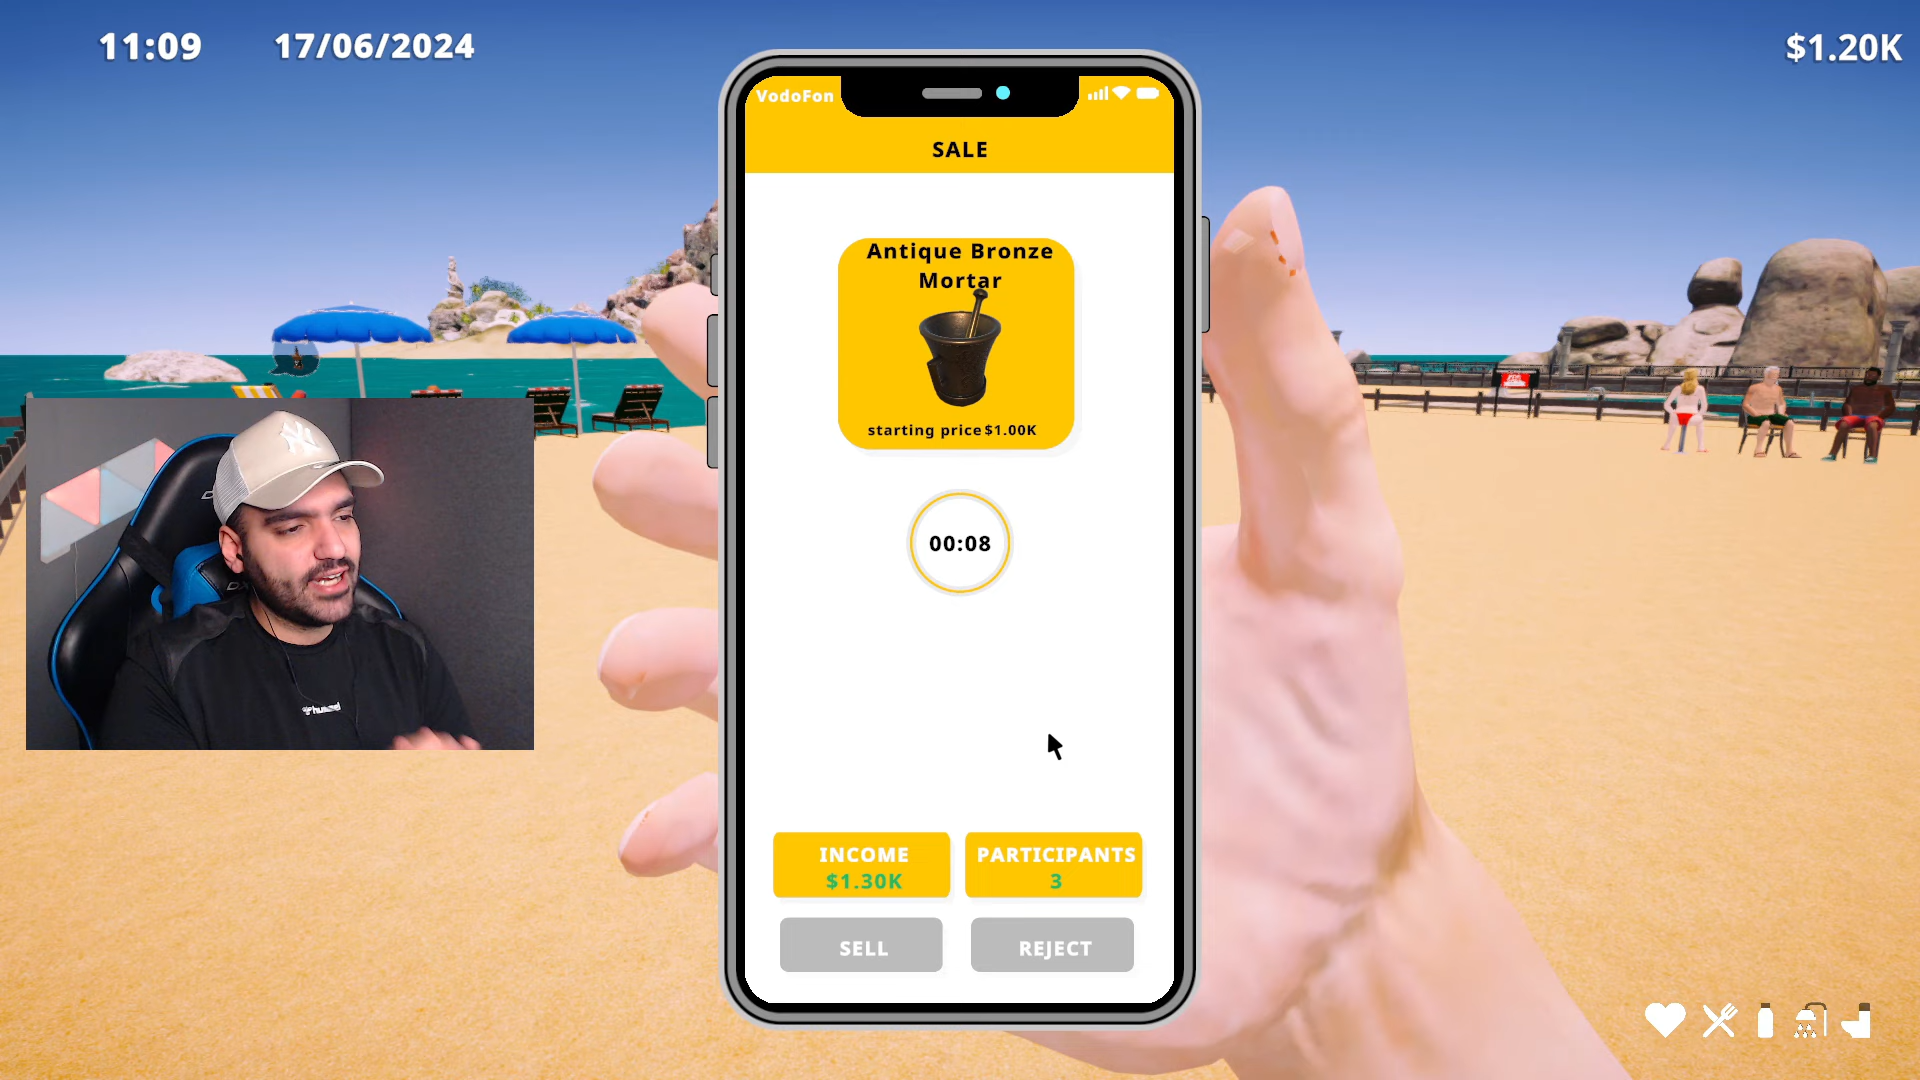 11:09
17/06/2024
$1.20K
VodoFon
SALE
Antique Bronze
Mortar
starting price $1.00K
00:08
INCOME
$1.30K
PARTICIPANTS
3
SELL
REJECT